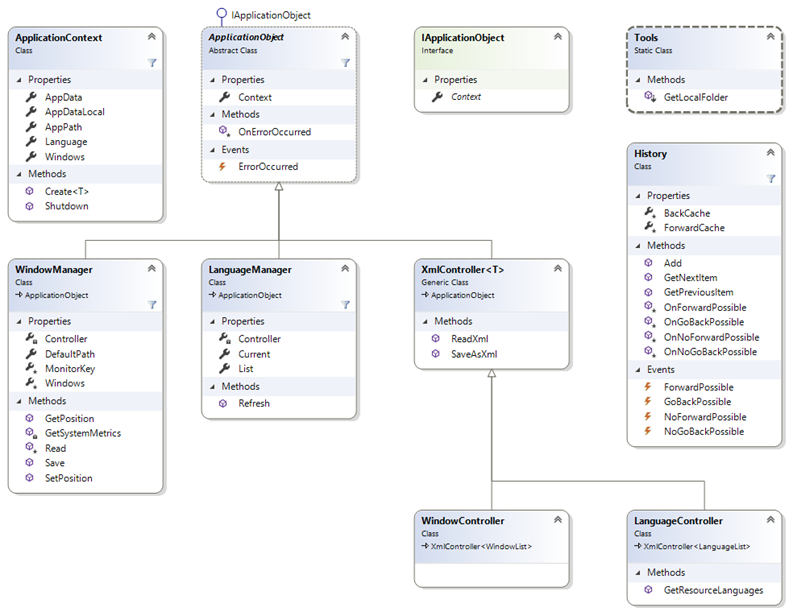 IApplicationObject
ApplicationContext
Class
Properties
AppData
AppDataLocal
AppPath
Language
Windows
Methods
Create<T>
Shutdown
ApplicationObject
Abstract Class
Properties
Context
Methods
OnErrorOccurred
Events
ErrorOccurred
IApplicationObject
Interface
Properties
Context
Tools
Static Class
Methods
GetLocalFolder
History
Class
Properties
BackCache
ForwardCache
Methods
Add
GetNextItem
GetPreviousItem
OnForwardPossible
OnGoBackPossible
OnNoForwardPossible
OnNoGoBackPossible
Events
ForwardPossible
GoBackPossible
NoForwardPossible
NoGoBackPossible
WindowManager
Class
ApplicationObject
Properties
Controller
DefaultPath
MonitorKey
Windows
Methods
GetPosition
GetSystemMetrics
Read
Save
SetPosition
LanguageManager
Class
ApplicationObject
Properties
Controller
Current
List
Methods
Refresh
XmlController<T>
Generic Class
ApplicationObject
Methods
ReadXml
SaveAsXml
WindowController
Class
XmlController<WindowList>
LanguageController
Class
XmlController<LanguageList>
Methods
GetResourceLanguages